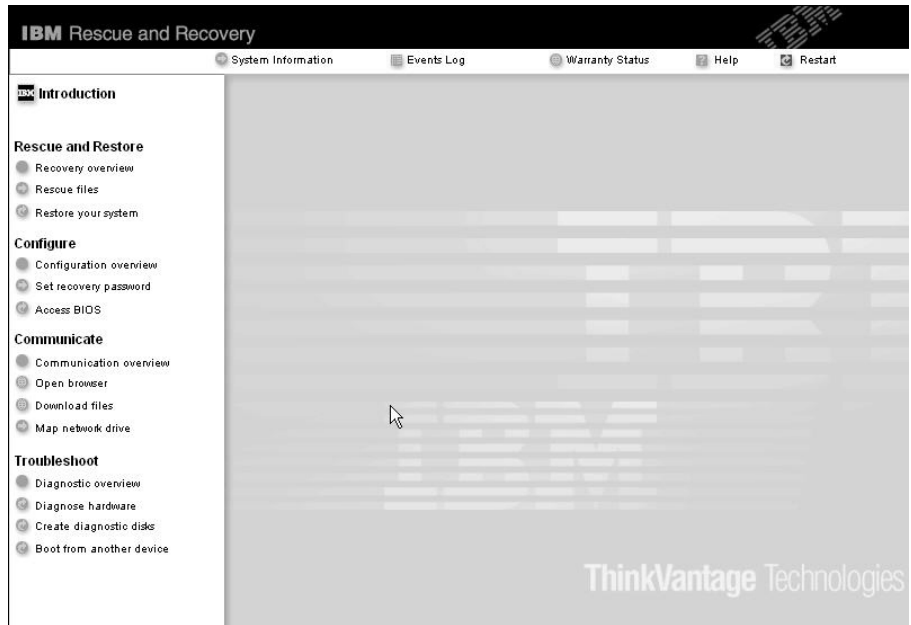 IBM Rescue and Recovery
IBM
System Information Events Log Warranty Status Help Restart
Introduction
Rescue and Restore
Recovery overview
Rescue files
Restore your system
Configure
Configuration overview
Set recovery password
Access BIOS
Communicate
Communication overview
Open browser
Download files
Map network drive
Troubleshoot
Diagnostic overview
Diagnose hardware
Create diagnostic disks
Boot from another device
IBM
ThinkVantage Technologies